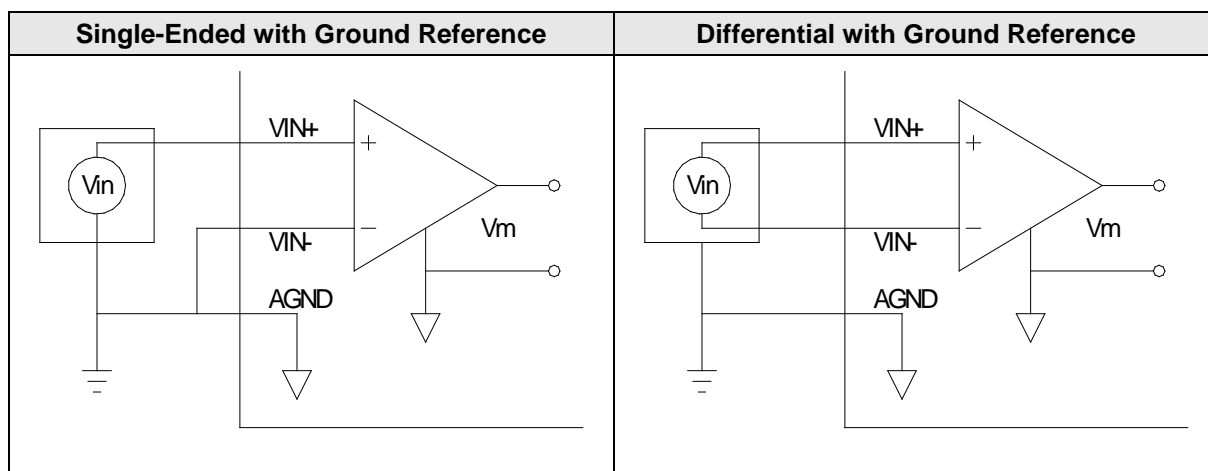 Single-Ended with Ground Reference
Differential with Ground Reference
VIN+
+
Vin
VIN-
−
Vm
AGND
VIN+
+
Vin
VIN-
−
Vm
AGND